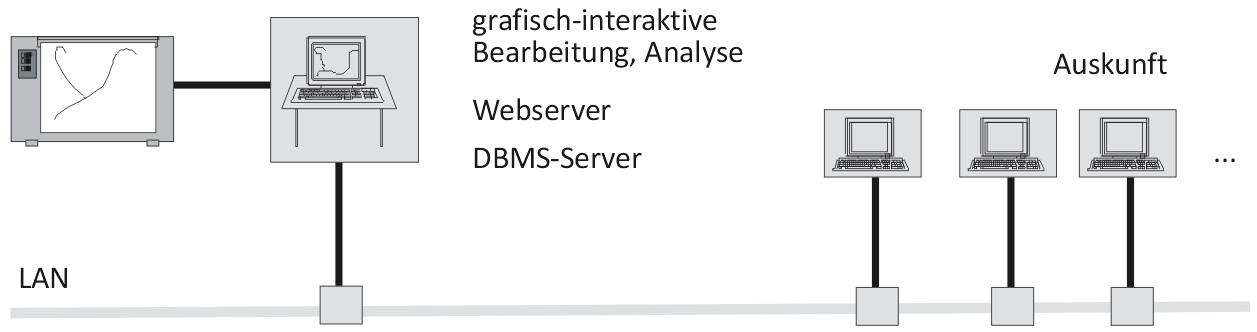 grafisch-interaktive
Bearbeitung, Analyse
Auskunft
Webserver
DBMS-Server
...
LAN